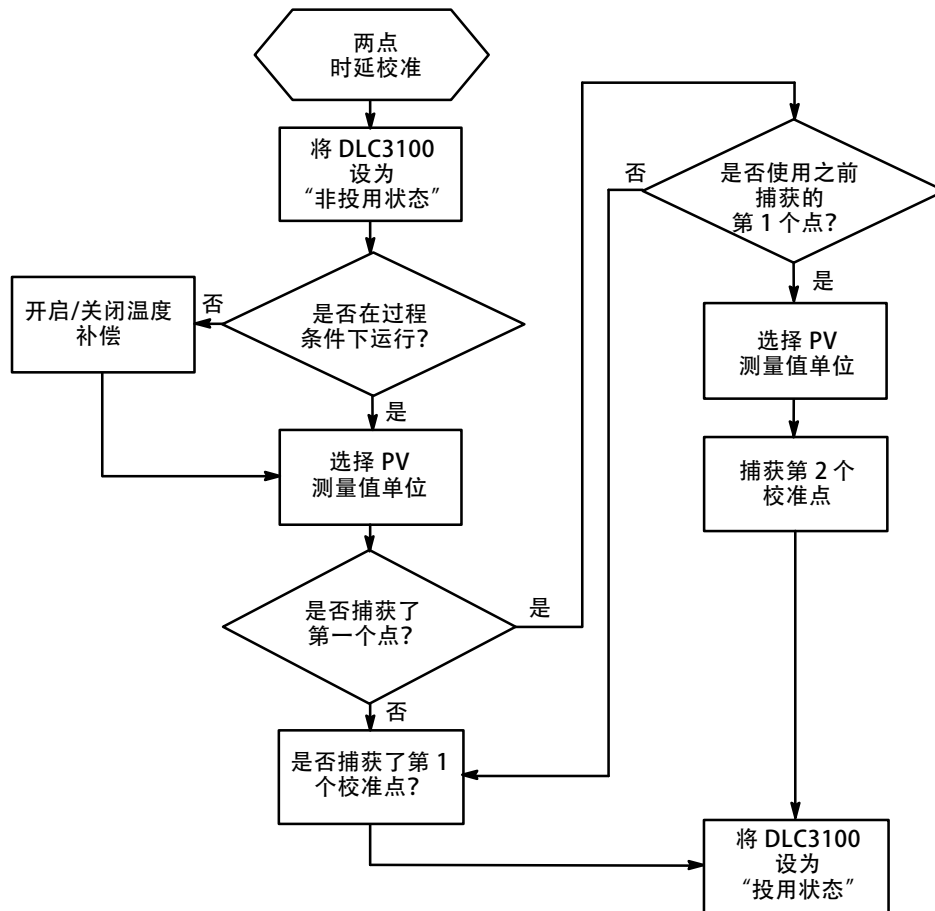 两点
时延校准
将 DLC3100
设为
“非投用状态”
是否在过程
条件下运行?
否
开启/关闭温度
补偿
是
选择 PV
测量值单位
是否捕获了
第一个点?
是
否
是否捕获了第 1
个校准点?
是否使用之前
捕获的
第 1 个点?
否
是
选择 PV
测量值单位
捕获第 2 个
校准点
将 DLC3100
设为
“投用状态”